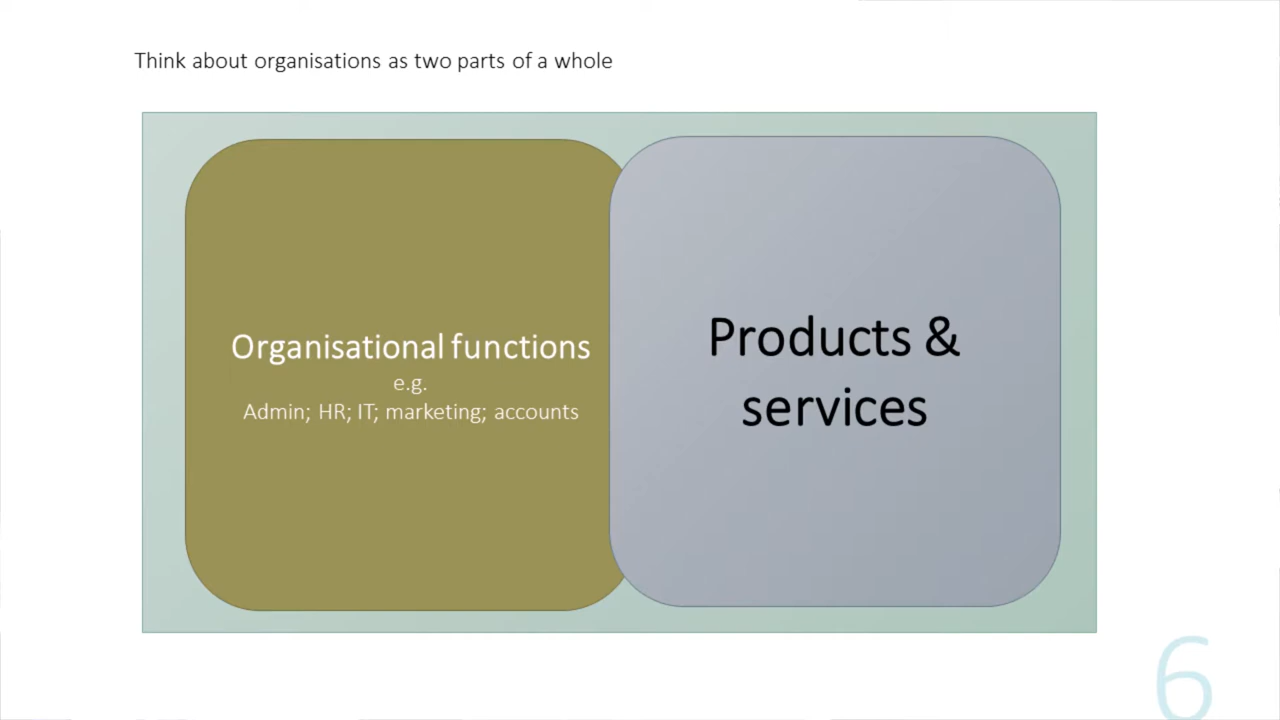 Think about organisations as two parts of a whole
Organisational functions
e.g.
Admin; HR; IT; marketing; accounts
Products &
services
6